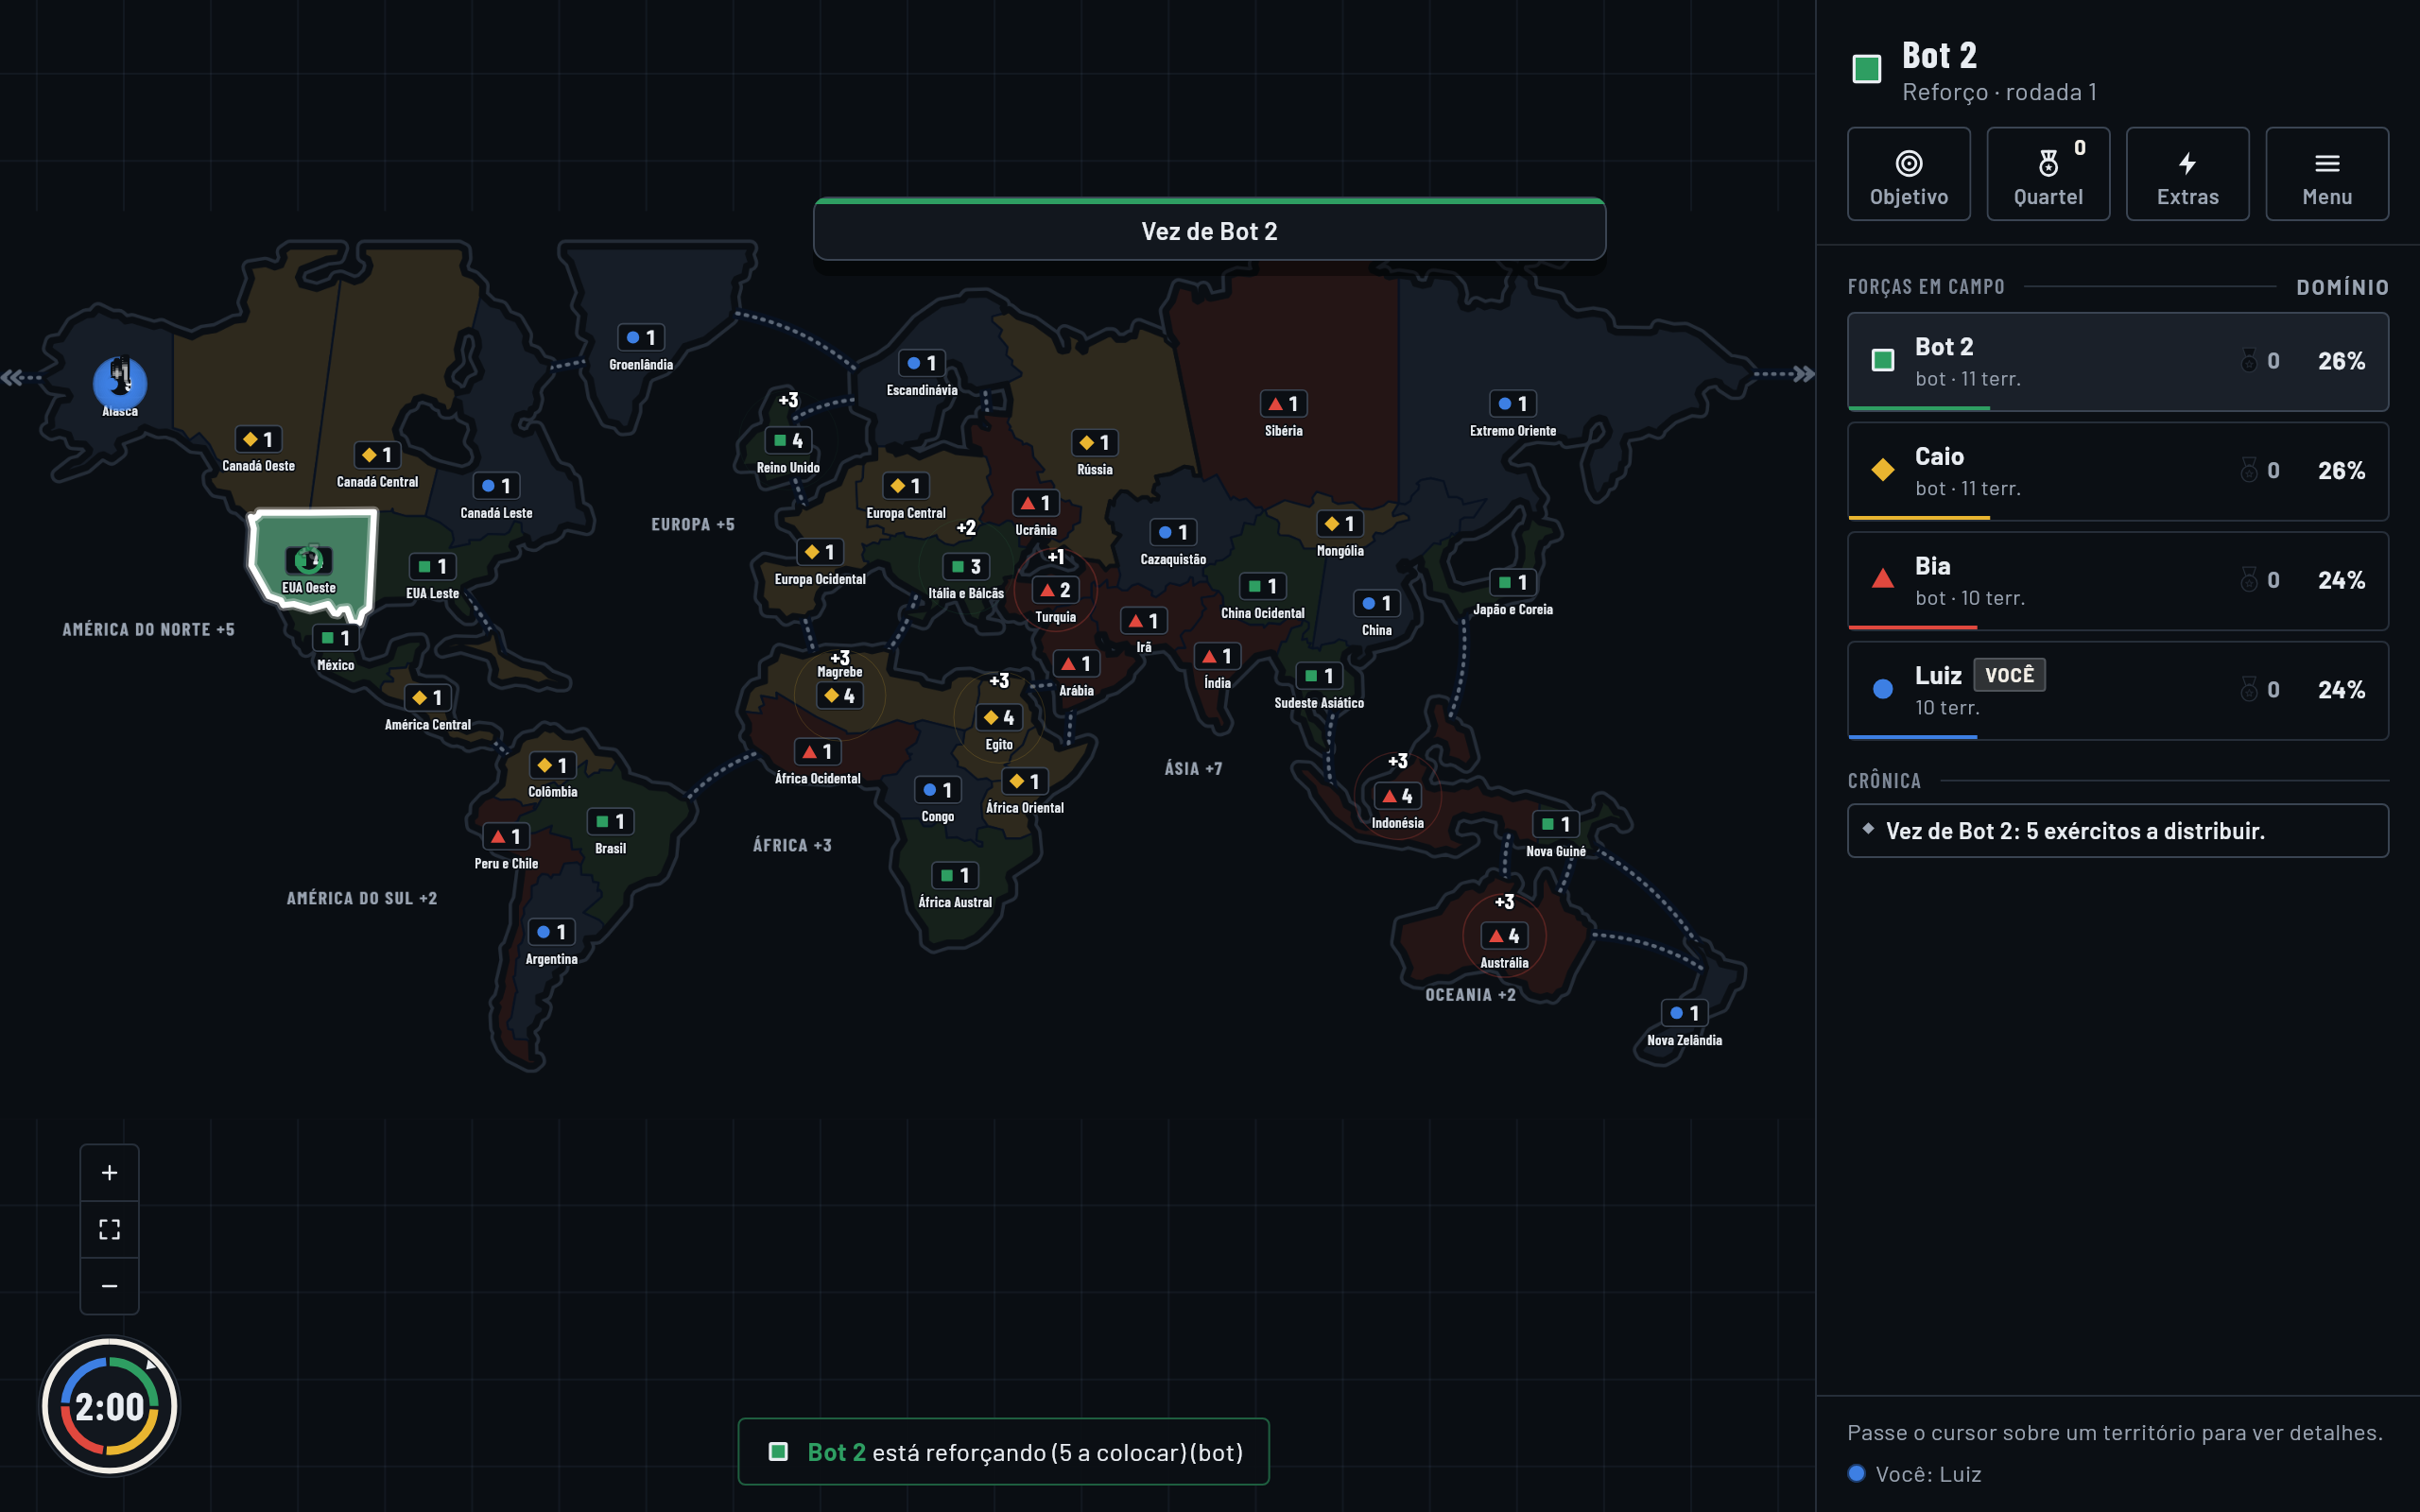 Bot 2
Reforço · rodada 1
Objetivo
0
Quartel
Extras
Menu
Vez de Bot 2
FORÇAS EM CAMPO
DOMÍNIO
Bot 2
bot · 11 terr.
0
26%
Caio
bot · 11 terr.
0
26%
Bia
bot · 10 terr.
0
24%
Luiz
VOCÊ
10 terr.
0
24%
CRÔNICA
Vez de Bot 2: 5 exércitos a distribuir.
Passe o cursor sobre um território para ver detalhes.
Você: Luiz
1
Groenlândia
1
Escandinávia
Alasca
+3
4
Reino Unido
1
Sibéria
1
Extremo Oriente
1
Canadá Oeste
1
Canadá Central
1
Rússia
1
Canadá Leste
1
Europa Central
1
Ucrânia
EUROPA +5
+2
3
Itália e Bálcãs
1
Cazaquistão
1
Mongólia
EUA Oeste
1
EUA Leste
1
Europa Ocidental
+1
2
Turquia
1
China Ocidental
1
Japão e Coreia
1
China
AMÉRICA DO NORTE +5
1
México
1
Irã
1
Índia
+3
Magrebe
4
+3
4
Egito
1
Arábia
1
Sudeste Asiático
1
América Central
1
África Ocidental
1
Colômbia
ÁSIA +7
1
Congo
1
África Oriental
+3
4
Indonésia
1
Peru e Chile
1
Brasil
ÁFRICA +3
1
Nova Guiné
AMÉRICA DO SUL +2
1
África Austral
1
Argentina
+3
4
Austrália
OCEANIA +2
1
Nova Zelândia
+
−
2:00
Bot 2 está reforçando (5 a colocar) (bot)